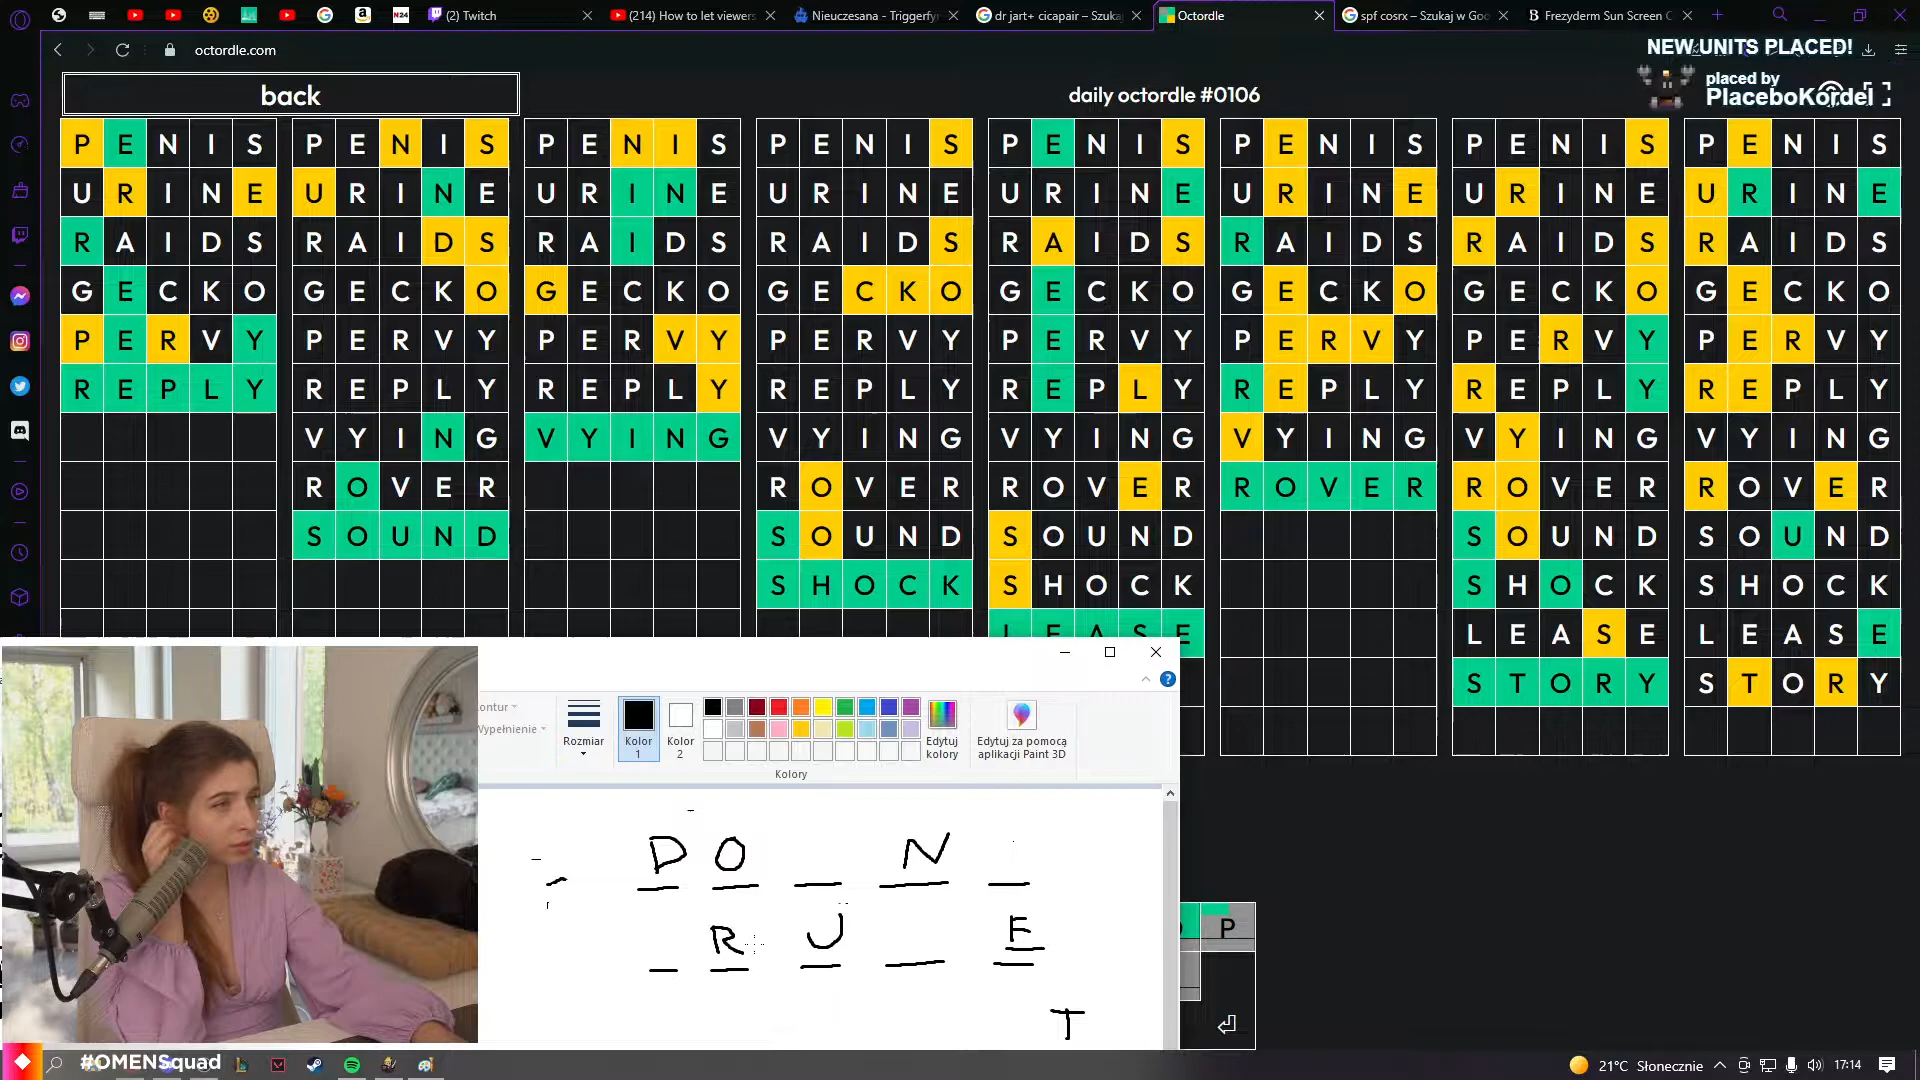 (2) Twitch
(214) How to let viewers
Nieuczesana - Triggerfy
dr jart+ cicapair – Szuka
Octordle
spf cosrx – Szukaj w Goo
B Frezyderm Sun Screen C
octordle.com
NEW UNITS PLACED!
placed by
PlaceboKordel
back
daily octordle #0106
P E N I S P E N I S P E N I S P E N I S P E N I S P E N I S P E N I S P E N I S
U R I N E U R I N E U R I N E U R I N E U R I N E U R I N E U R I N E U R I N E
R A I D S R A I D S R A I D S R A I D S R A I D S R A I D S R A I D S R A I D S
G E C K O G E C K O G E C K O G E C K O G E C K O G E C K O G E C K O G E C K O
P E R V Y P E R V Y P E R V Y P E R V Y P E R V Y P E R V Y P E R V Y P E R V Y
R E P L Y R E P L Y R E P L Y R E P L Y R E P L Y R E P L Y R E P L Y R E P L Y
V Y I N G V Y I N G V Y I N G V Y I N G V Y I N G V Y I N G V Y I N G
R O V E R R O V E R R O V E R R O V E R R O V E R R O V E R
S O U N D S O U N D S O U N D S O U N D S O U N D
S H O C K S H O C K S H O C K S H O C K
L E A S E L E A S E L E A S E
S T O R Y S T O R Y
Kontur
Wypełnienie
Rozmiar
Kolor 1
Kolor 2
Edytuj kolory
Edytuj za pomocą aplikacji Paint 3D
Kolory
D O N
R U E
T
P
#OMENSquad
21°C Słonecznie
17:14